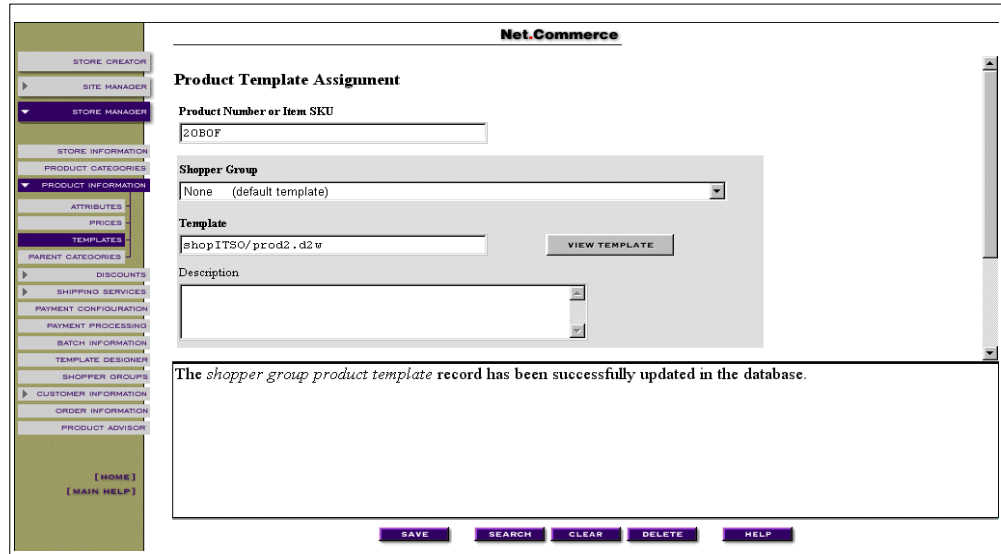 Net.Commerce
STORE CREATOR
SITE MANAGER
STORE MANAGER
STORE INFORMATION
PRODUCT CATEGORIES
PRODUCT INFORMATION
ATTRIBUTES
PRICES
TEMPLATES
PARENT CATEGORIES
DISCOUNTS
SHIPPING SERVICES
PAYMENT CONFIGURATION
PAYMENT PROCESSING
BATCH INFORMATION
TEMPLATE DESIGNER
SHOPPER GROUPS
CUSTOMER INFORMATION
ORDER INFORMATION
PRODUCT ADVISOR
[HOME]
[MAIN HELP]
Product Template Assignment
Product Number or Item SKU
20BOF
Shopper Group
None (default template)
Template
shopITSO/prod2.d2w
VIEW TEMPLATE
Description
The shopper group product template record has been successfully updated in the database.
SAVE SEARCH CLEAR DELETE HELP